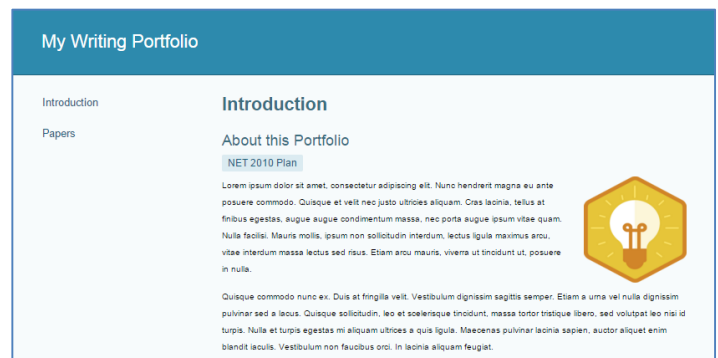 My Writing Portfolio
Introduction
Papers
Introduction
About this Portfolio
NET 2010 Plan
Lorem ipsum dolor sit amet, consectetur adipiscing elit. Nunc hendrerit magna eu ante
posuere commodo. Quisque et velit nec justo ultricies aliquam. Cras lacinia, tellus at
finibus egestas, augue augue condimentum massa, nec porta augue ipsum vitae quam.
Nulla facilisi. Mauris mollis, ipsum non sollicitudin interdum, lectus ligula maximus arcu,
vitae interdum massa lectus sed risus. Etiam arcu mauris, viverra ut tincidunt ut, posuere
in nulla.
Quisque commodo nunc ex. Duis at fringilla velit. Vestibulum dignissim sagittis semper. Etiam a urna vel nulla dignissim
pulvinar sed a lacus. Quisque sollicitudin, leo et scelerisque tincidunt, massa tortor tristique libero, sed volutpat leo nisi id
turpis. Nulla et turpis egestas mi aliquam ultrices a quis ligula. Maecenas pulvinar lacinia sapien, auctor aliquet enim
blandit iaculis. Vestibulum non faucibus orci. In lacinia aliquam feugiat.